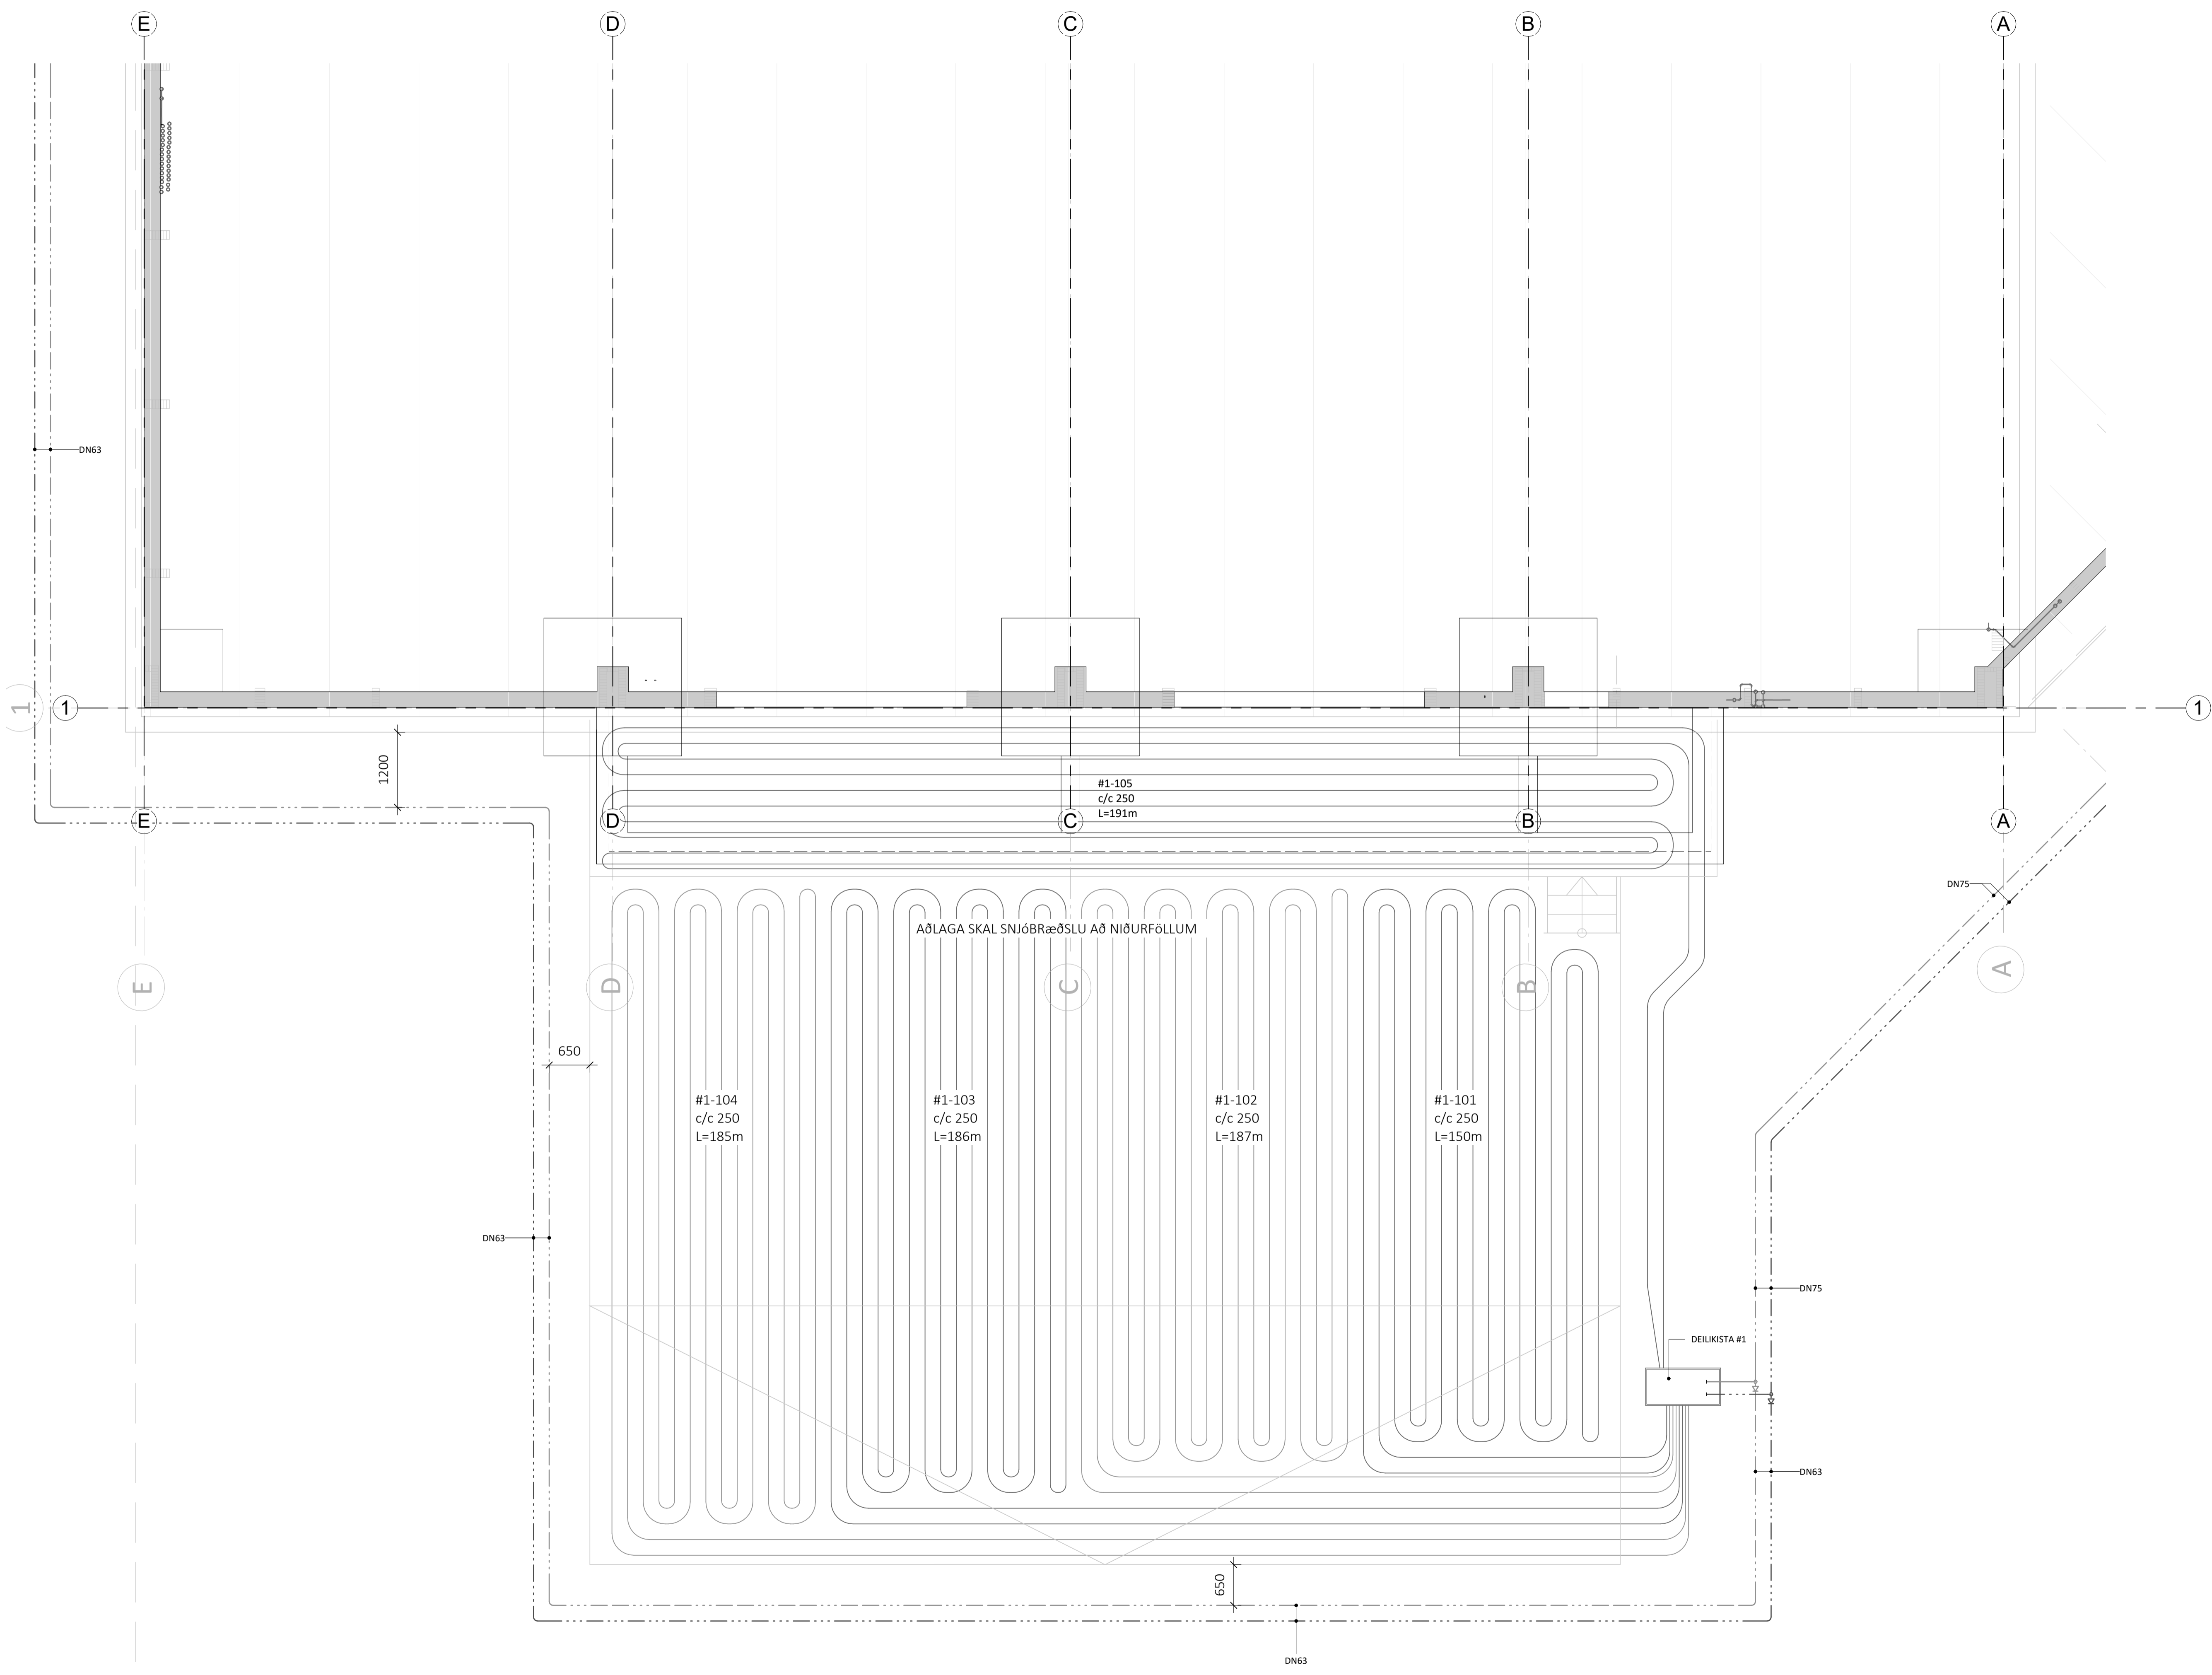 E
D
C
B
A
DN63
1
1
1
1200
#1-105
c/c 250
L=191m
E
D
C
B
A
DN75
AðLAGA SKAL SNJóBRæðSLU Að NIðURFöLLUM
E
D
C
B
A
650
#1-104
c/c 250
L=185m
#1-103
c/c 250
L=186m
#1-102
c/c 250
L=187m
#1-101
c/c 250
L=150m
DN63
DN75
DEILIKISTA #1
DN63
650
DN63